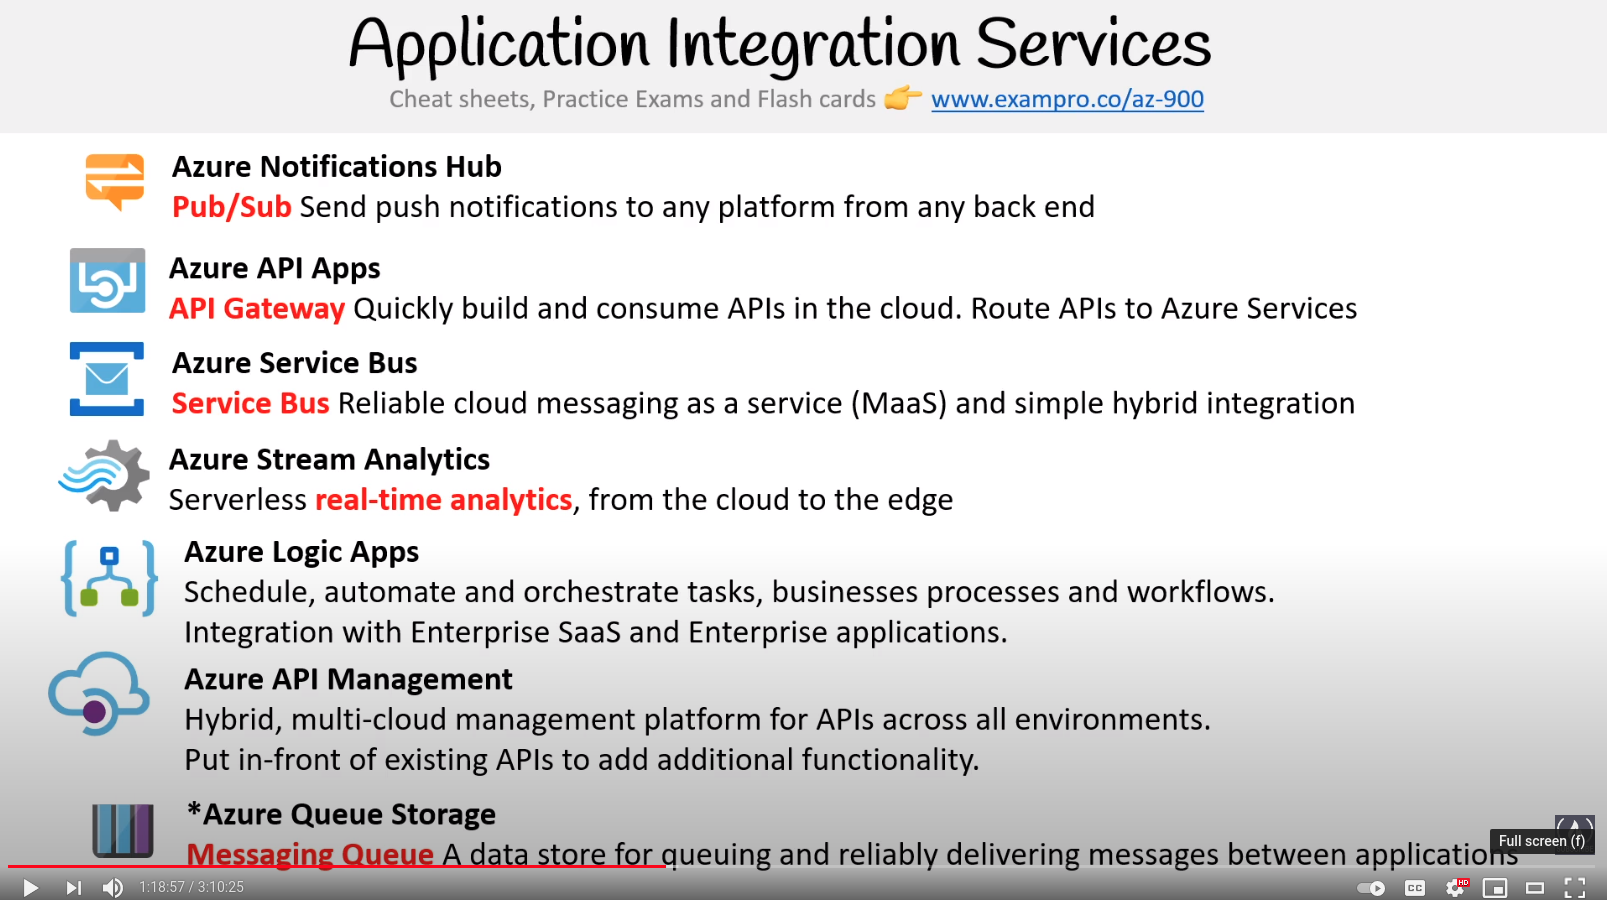 Application Integration Services
Cheat sheets, Practice Exams and Flash cards 👉 www.exampro.co/az-900
Azure Notifications Hub
Pub/Sub Send push notifications to any platform from any back end
Azure API Apps
API Gateway Quickly build and consume APIs in the cloud. Route APIs to Azure Services
Azure Service Bus
Service Bus Reliable cloud messaging as a service (MaaS) and simple hybrid integration
Azure Stream Analytics
Serverless real-time analytics, from the cloud to the edge
Azure Logic Apps
Schedule, automate and orchestrate tasks, businesses processes and workflows.
Integration with Enterprise SaaS and Enterprise applications.
Azure API Management
Hybrid, multi-cloud management platform for APIs across all environments.
Put in-front of existing APIs to add additional functionality.
*Azure Queue Storage
Full screen (f)
Messaging Queue A data store for queuing and reliably delivering messages between applications
1:18:57 / 3:10:25
CC
HD